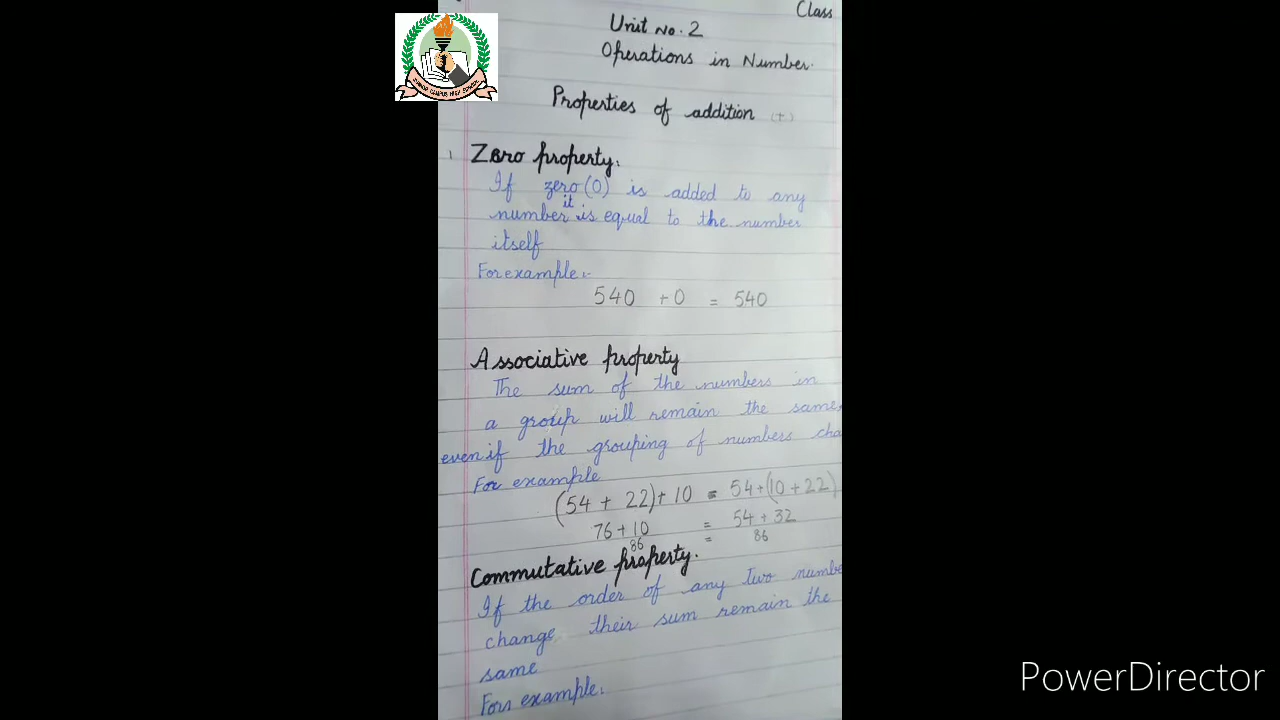 Class
Unit No. 2
Operations in Number.
Properties of addition (+)
1 Zero property.
If zero (0) is added to any
number it is equal to the number
itself
For example:-
540 + 0 = 540
Associative property
The sum of the numbers in
a group will remain the same,
even if the grouping of numbers cha
For example
(54 + 22) + 10 = 54 + (10 + 22)
76 + 10 = 54 + 32
86 = 86
Commutative property.
If the order of any two numbe
change their sum remain the
same
For example:
PowerDirector